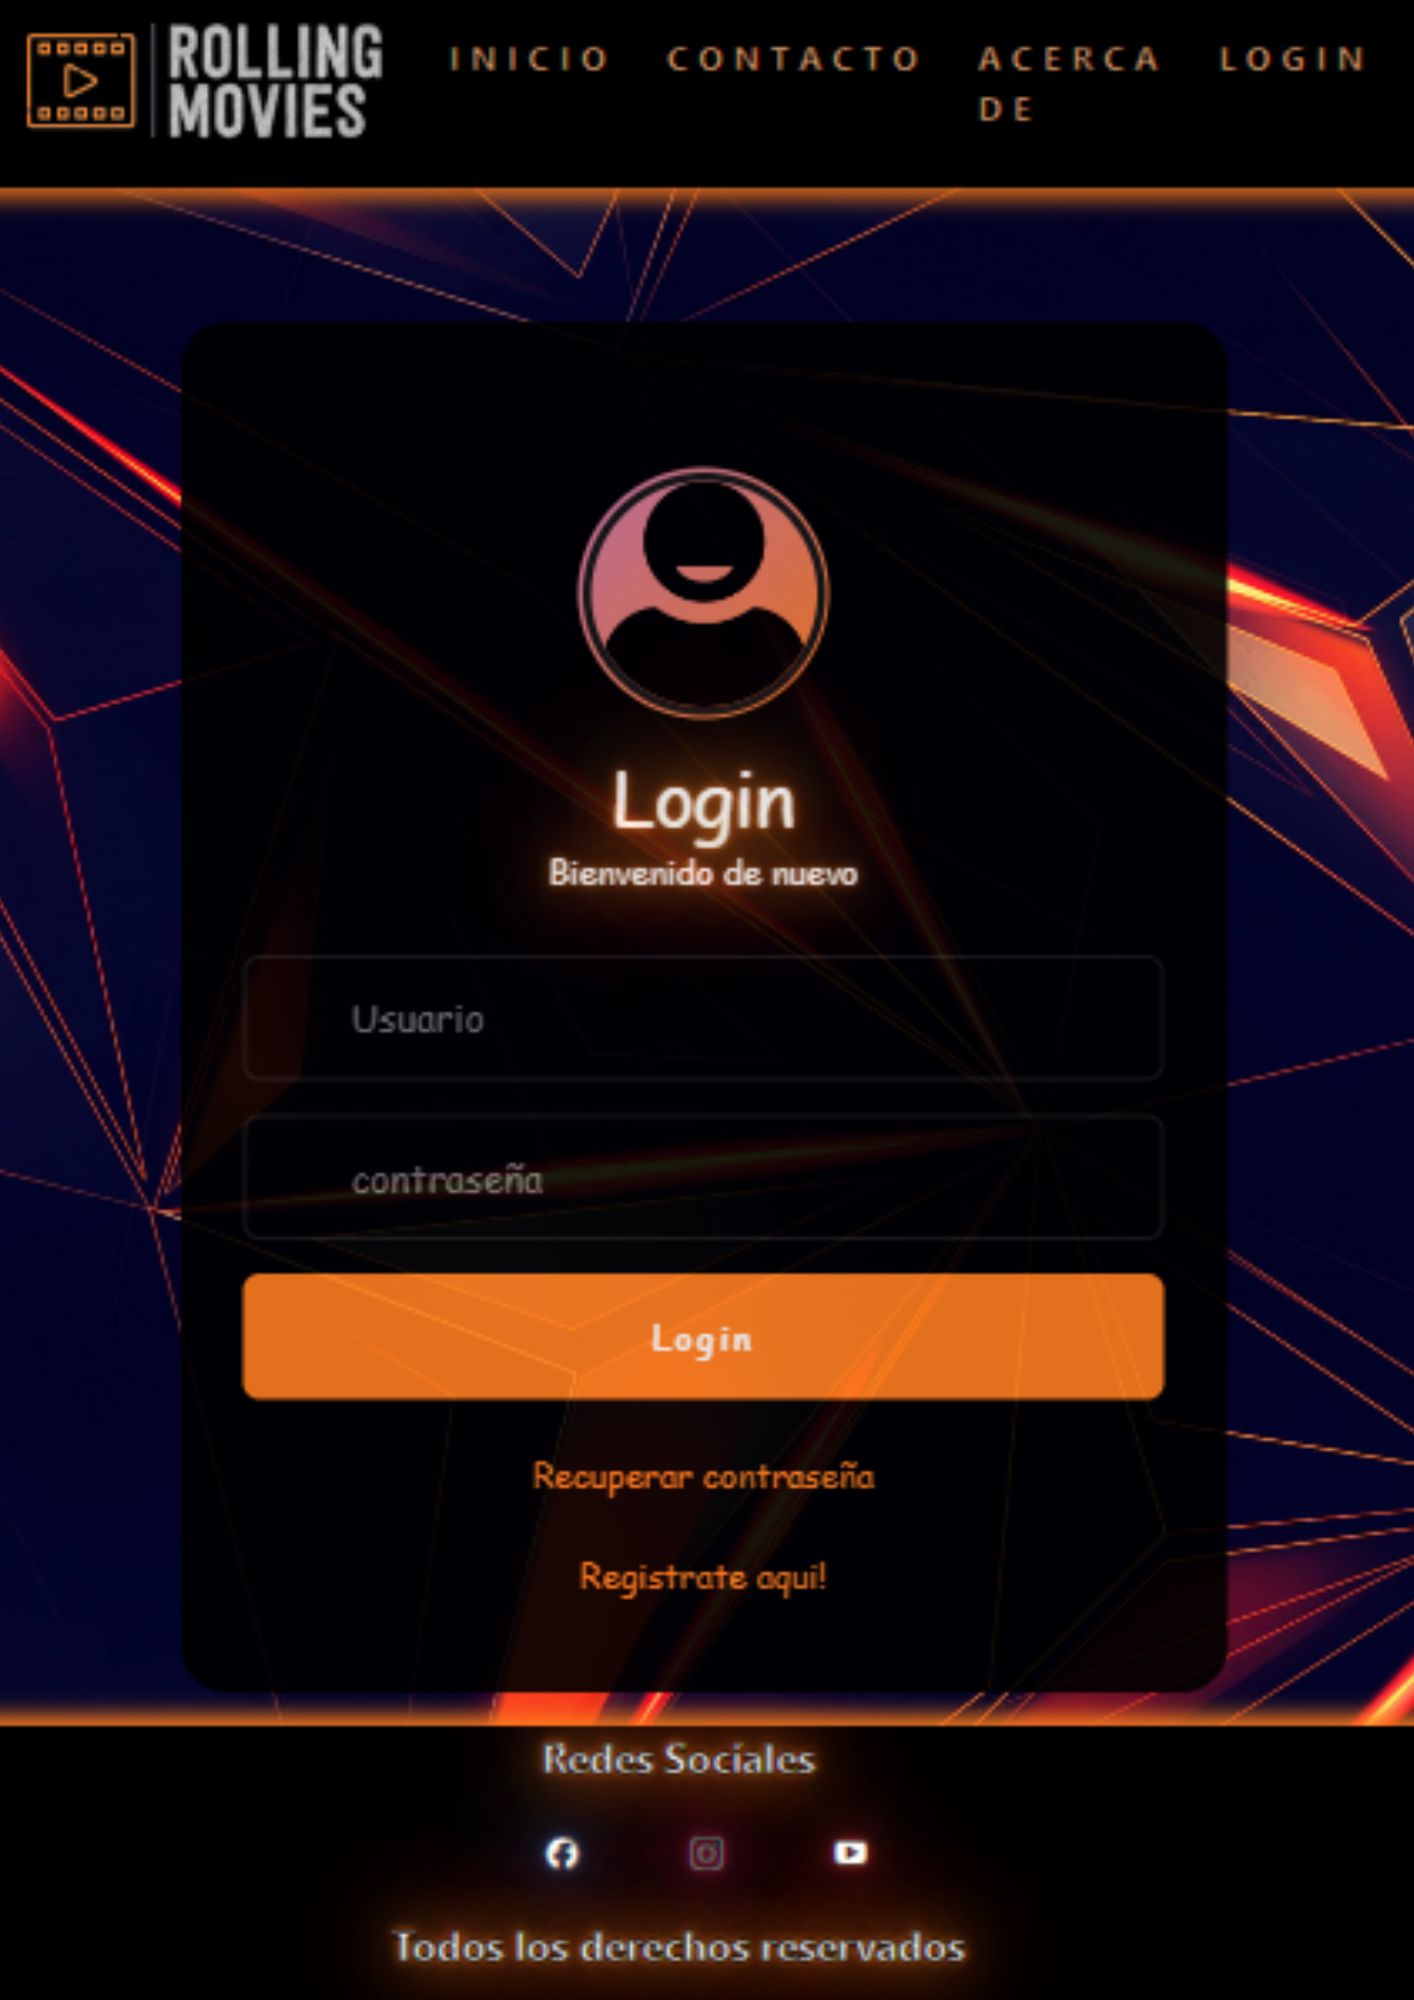 ROLLING
MOVIES
INICIO CONTACTO ACERCA DE LOGIN
Login
Bienvenido de nuevo
Usuario
contraseña
Login
Recuperar contraseña
Registrate aqui!
Redes Sociales
Todos los derechos reservados